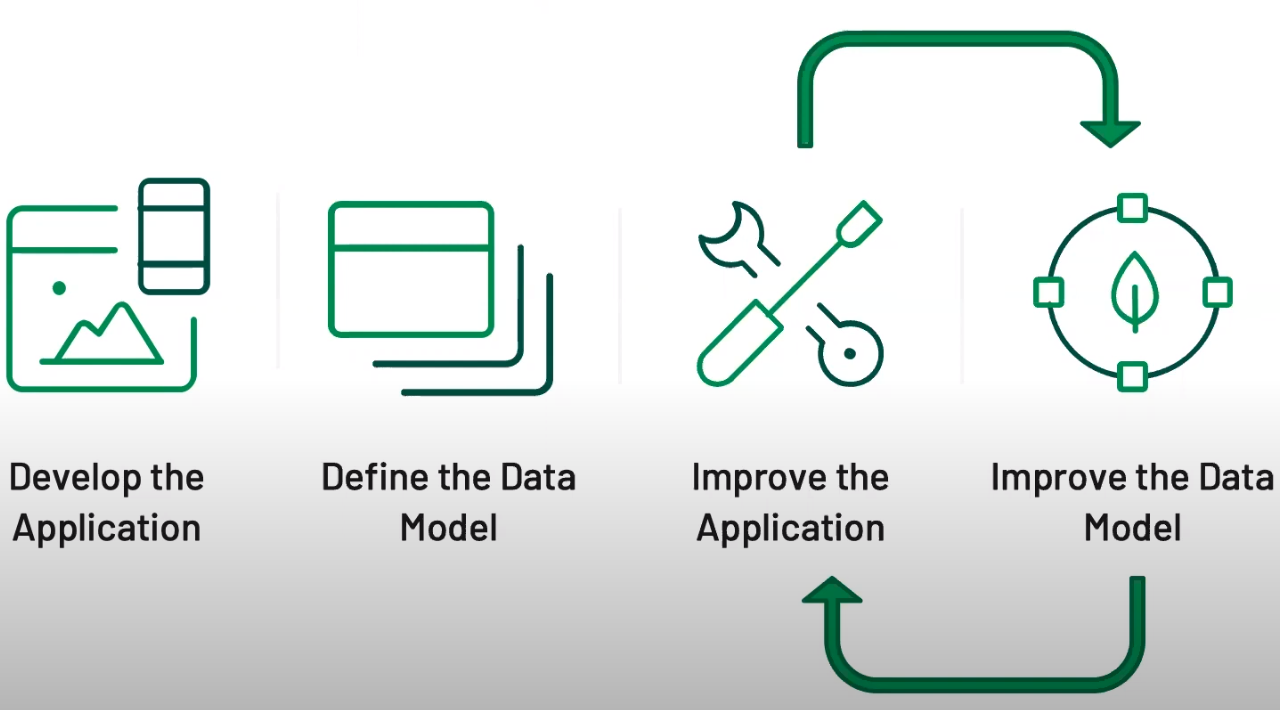 Develop the
Application
Define the Data
Model
Improve the
Application
Improve the Data
Model